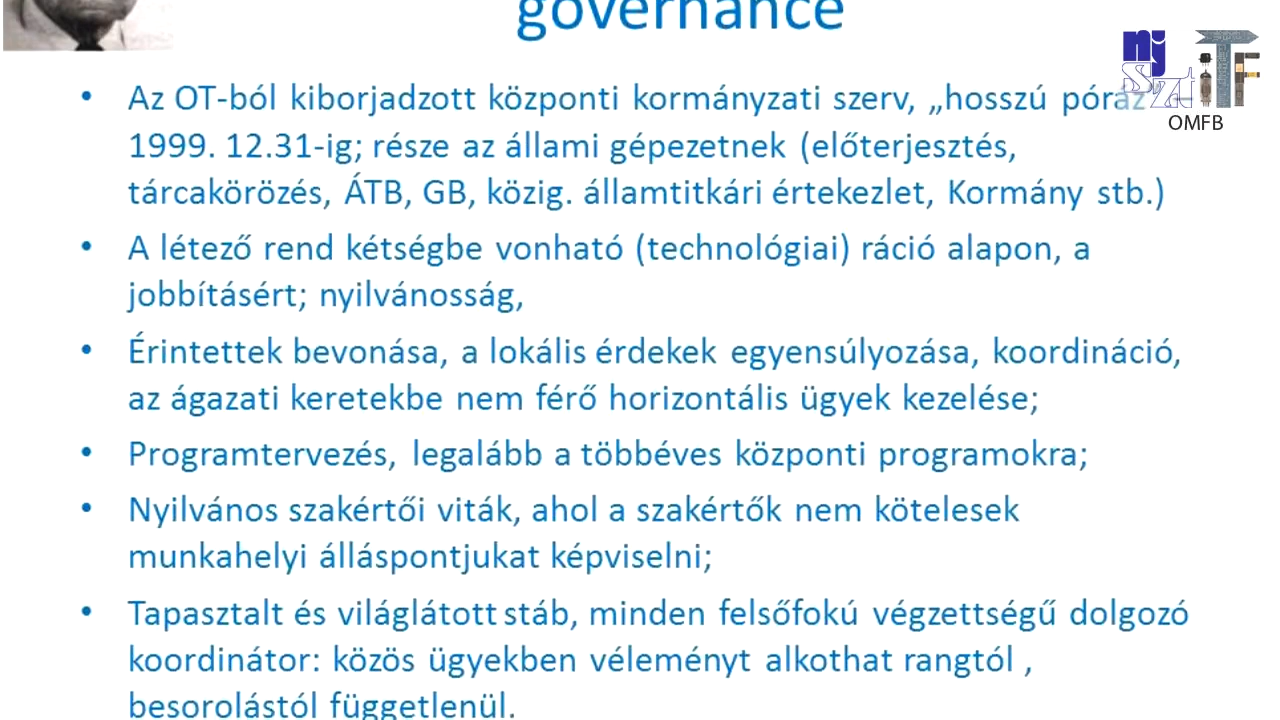 governance
njszt ITF
OMFB
• Az OT-ból kiborjadzott központi kormányzati szerv, „hosszú póráz
1999. 12.31-ig; része az állami gépezetnek (előterjesztés,
tárcakörözés, ÁTB, GB, közig. államtitkári értekezlet, Kormány stb.)
• A létező rend kétségbe vonható (technológiai) ráció alapon, a
jobbításért; nyilvánosság,
• Érintettek bevonása, a lokális érdekek egyensúlyozása, koordináció,
az ágazati keretekbe nem férő horizontális ügyek kezelése;
• Programtervezés, legalább a többéves központi programokra;
• Nyilvános szakértői viták, ahol a szakértők nem kötelesek
munkahelyi álláspontjukat képviselni;
• Tapasztalt és világlátott stáb, minden felsőfokú végzettségű dolgozó
koordinátor: közös ügyekben véleményt alkothat rangtól ,
besorolástól függetlenül.